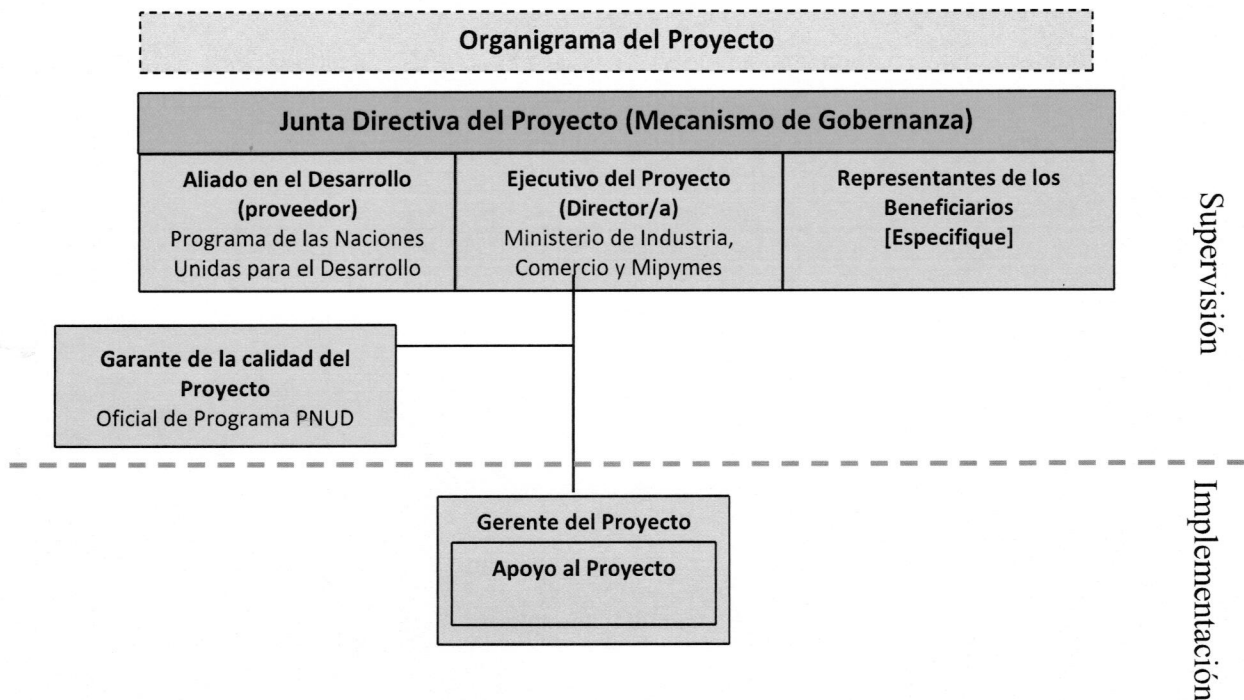 Organigrama del Proyecto
Junta Directiva del Proyecto (Mecanismo de Gobernanza)
Aliado en el Desarrollo
(proveedor)
Programa de las Naciones
Unidas para el Desarrollo
Ejecutivo del Proyecto
(Director/a)
Ministerio de Industria,
Comercio y Mipymes
Representantes de los
Beneficiarios
[Especifique]
Supervisión
Garante de la calidad del
Proyecto
Oficial de Programa PNUD
Gerente del Proyecto
Apoyo al Proyecto
Implementación